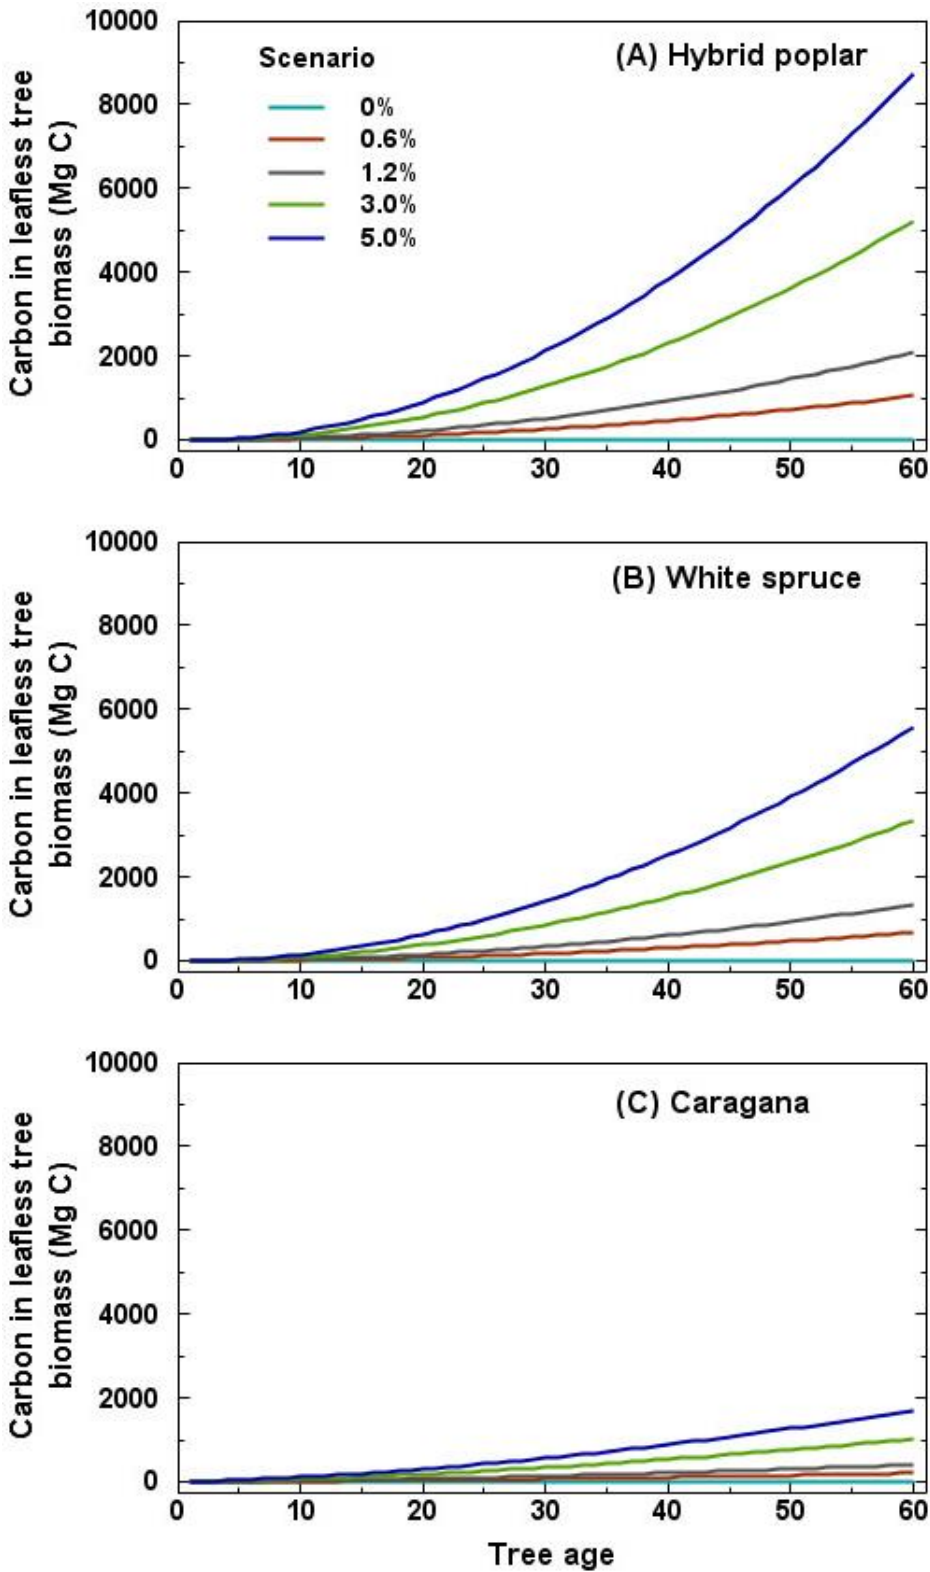 Carbon in leafless tree
biomass (Mg C)
10000
8000
6000
4000
2000
0
Scenario
0%
0.6%
1.2%
3.0%
5.0%
(A) Hybrid poplar
0 10 20 30 40 50 60
Carbon in leafless tree
biomass (Mg C)
10000
8000
6000
4000
2000
0
(B) White spruce
0 10 20 30 40 50 60
Carbon in leafless tree
biomass (Mg C)
10000
8000
6000
4000
2000
0
(C) Caragana
0 10 20 30 40 50 60
Tree age